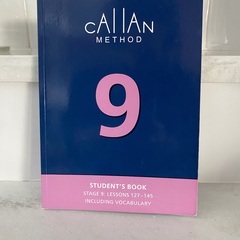 CALLAN
METHOD
9
STUDENT'S BOOK
STAGE 9: LESSONS 127-145
INCLUDING VOCABULARY